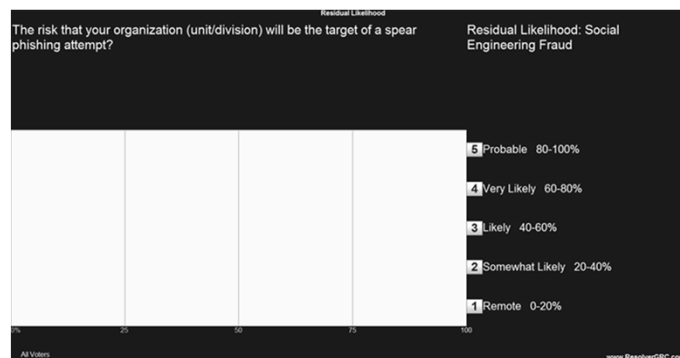 Residual Likelihood
The risk that your organization (unit/division) will be the target of a spear
phishing attempt?
Residual Likelihood: Social
Engineering Fraud
5 Probable 80-100%
4 Very Likely 60-80%
3 Likely 40-60%
2 Somewhat Likely 20-40%
1 Remote 0-20%
0% 25 50 75 100
All Voters
www.ResolverGRC.co